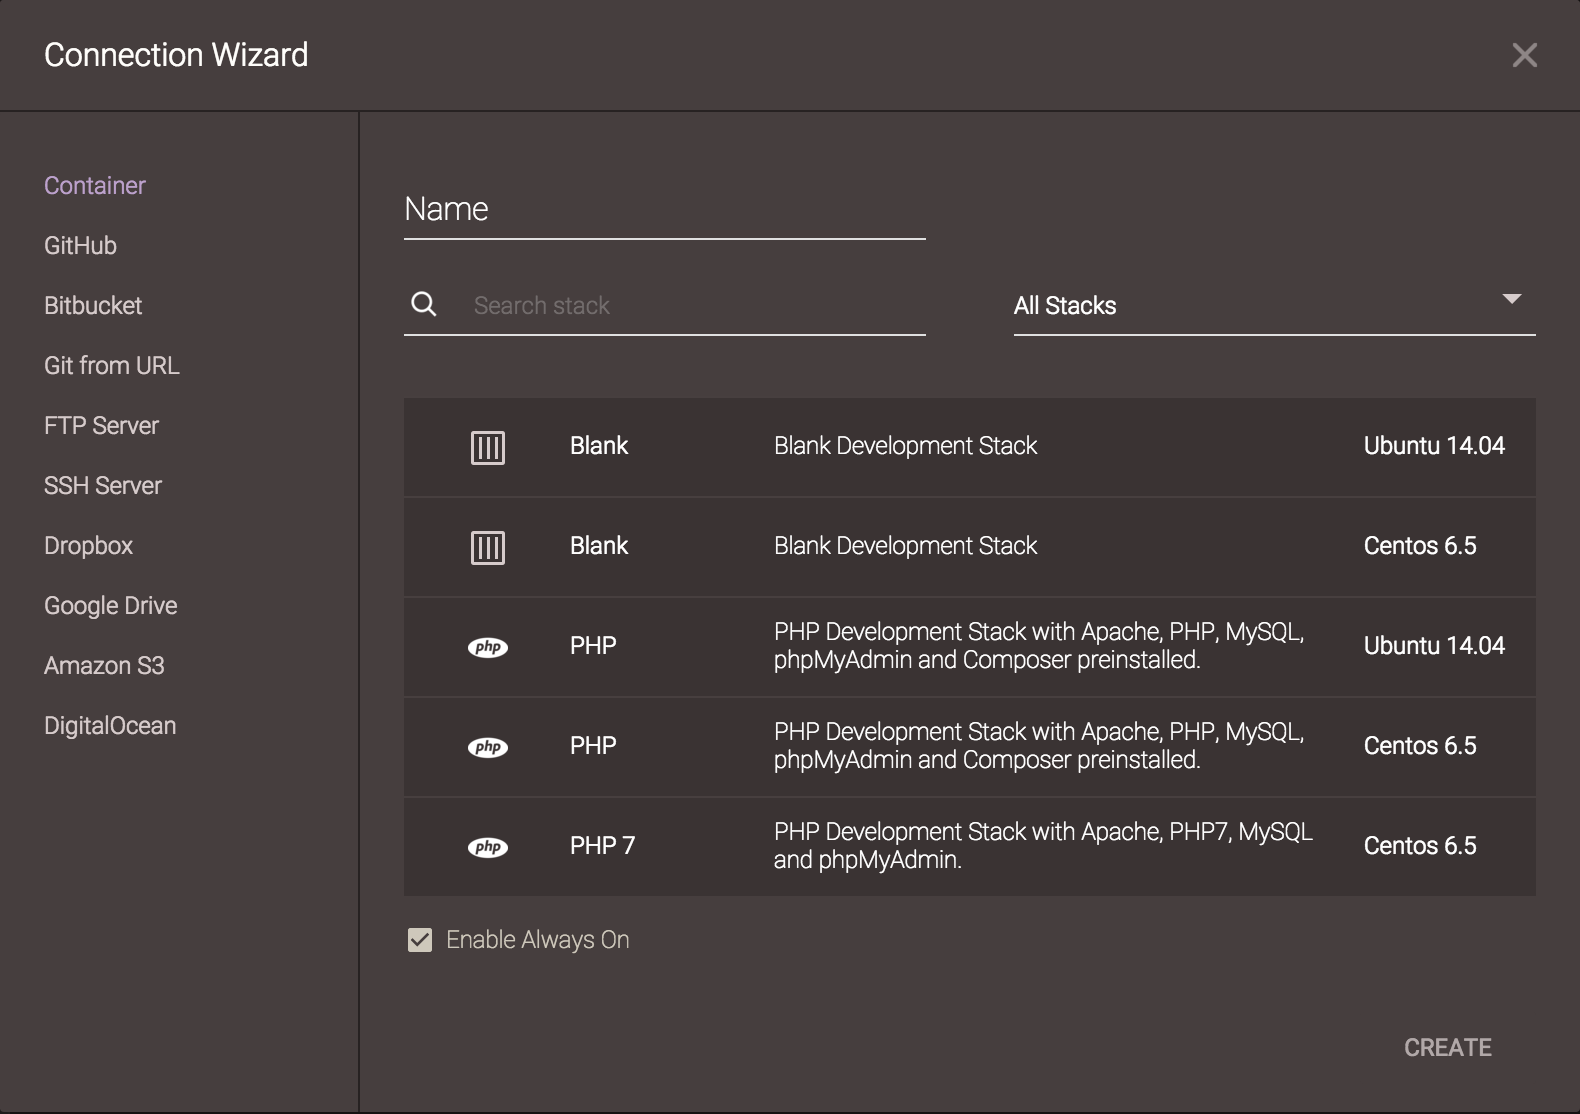 Connection Wizard
Container
GitHub
Bitbucket
Git from URL
FTP Server
SSH Server
Dropbox
Google Drive
Amazon S3
DigitalOcean
Name
Search stack
All Stacks
Blank
Blank Development Stack
Ubuntu 14.04
Blank
Blank Development Stack
Centos 6.5
php
PHP
PHP Development Stack with Apache, PHP, MySQL,
phpMyAdmin and Composer preinstalled.
Ubuntu 14.04
php
PHP
PHP Development Stack with Apache, PHP, MySQL,
phpMyAdmin and Composer preinstalled.
Centos 6.5
php
PHP 7
PHP Development Stack with Apache, PHP7, MySQL
and phpMyAdmin.
Centos 6.5
Enable Always On
CREATE